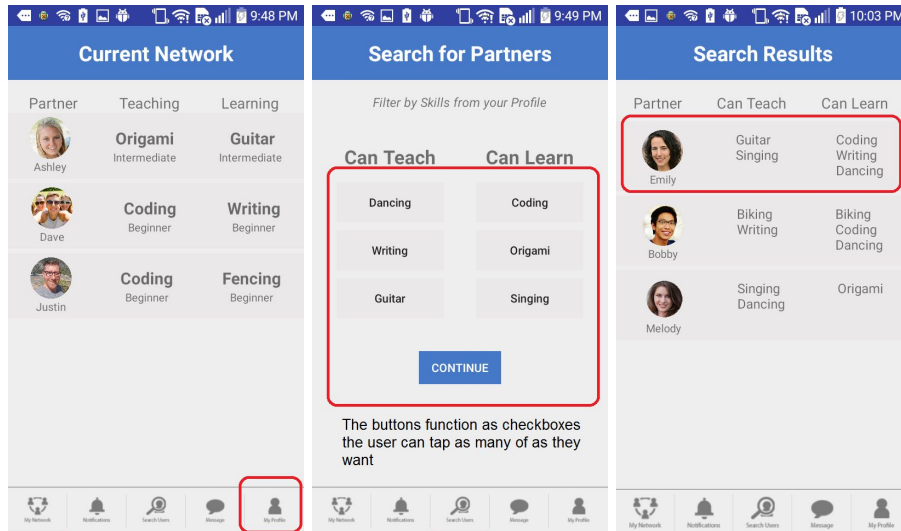 9:48 PM
Current Network
Partner Teaching Learning
Ashley
Origami
Intermediate
Guitar
Intermediate
Dave
Coding
Beginner
Writing
Beginner
Justin
Coding
Beginner
Fencing
Beginner
My Network Notifications Search Users Message My Profile
9:49 PM
Search for Partners
Filter by Skills from your Profile
Can Teach Can Learn
Dancing Coding
Writing Origami
Guitar Singing
CONTINUE
The buttons function as checkboxes
the user can tap as many of as they
want
My Network Notifications Search Users Message My Profile
10:03 PM
Search Results
Partner Can Teach Can Learn
Emily
Guitar
Singing
Coding
Writing
Dancing
Bobby
Biking
Writing
Biking
Coding
Dancing
Melody
Singing
Dancing
Origami
My Network Notifications Search Users Message My Profile